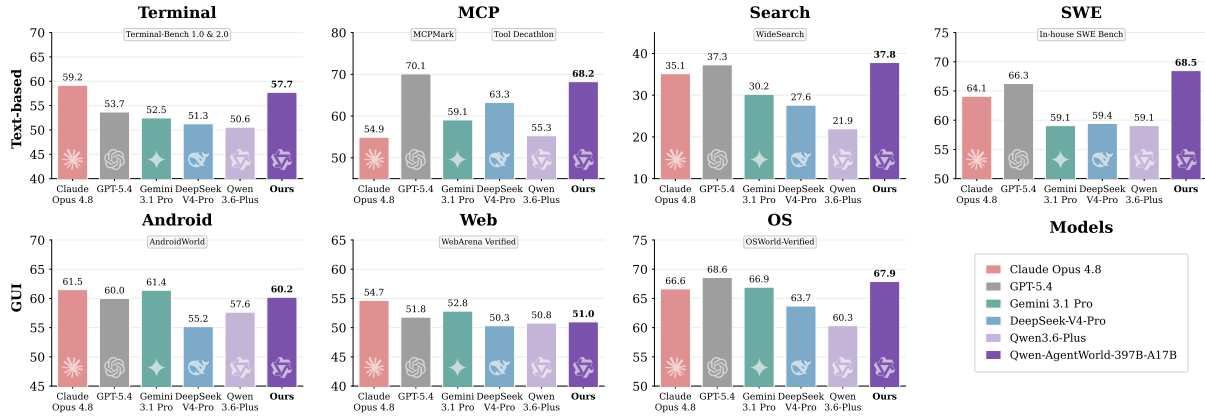 Terminal
Terminal-Bench 1.0 & 2.0
Text-based
70
65
60
55
50
45
40
59.2
53.7
52.5
51.3
50.6
57.7
Claude
Opus 4.8
GPT-5.4
Gemini
3.1 Pro
DeepSeek
V4-Pro
Qwen
3.6-Plus
Ours
MCP
MCPMark
Tool Decathlon
80
70
60
50
54.9
70.1
59.1
63.3
55.3
68.2
Claude
Opus 4.8
GPT-5.4
Gemini
3.1 Pro
DeepSeek
V4-Pro
Qwen
3.6-Plus
Ours
Search
WideSearch
40
30
20
10
35.1
37.3
30.2
27.6
21.9
37.8
Claude
Opus 4.8
GPT-5.4
Gemini
3.1 Pro
DeepSeek
V4-Pro
Qwen
3.6-Plus
Ours
SWE
In-house SWE Bench
75
70
65
60
55
50
64.1
66.3
59.1
59.4
59.1
68.5
Claude
Opus 4.8
GPT-5.4
Gemini
3.1 Pro
DeepSeek
V4-Pro
Qwen
3.6-Plus
Ours
Android
AndroidWorld
GUI
70
65
60
55
50
45
61.5
60.0
61.4
55.2
57.6
60.2
Claude
Opus 4.8
GPT-5.4
Gemini
3.1 Pro
DeepSeek
V4-Pro
Qwen
3.6-Plus
Ours
Web
WebArena Verified
65
60
55
50
45
40
54.7
51.8
52.8
50.3
50.8
51.0
Claude
Opus 4.8
GPT-5.4
Gemini
3.1 Pro
DeepSeek
V4-Pro
Qwen
3.6-Plus
Ours
OS
OSWorld-Verified
75
70
65
60
55
50
66.6
68.6
66.9
63.7
60.3
67.9
Claude
Opus 4.8
GPT-5.4
Gemini
3.1 Pro
DeepSeek
V4-Pro
Qwen
3.6-Plus
Ours
Models
Claude Opus 4.8
GPT-5.4
Gemini 3.1 Pro
DeepSeek-V4-Pro
Qwen3.6-Plus
Qwen-AgentWorld-397B-A17B